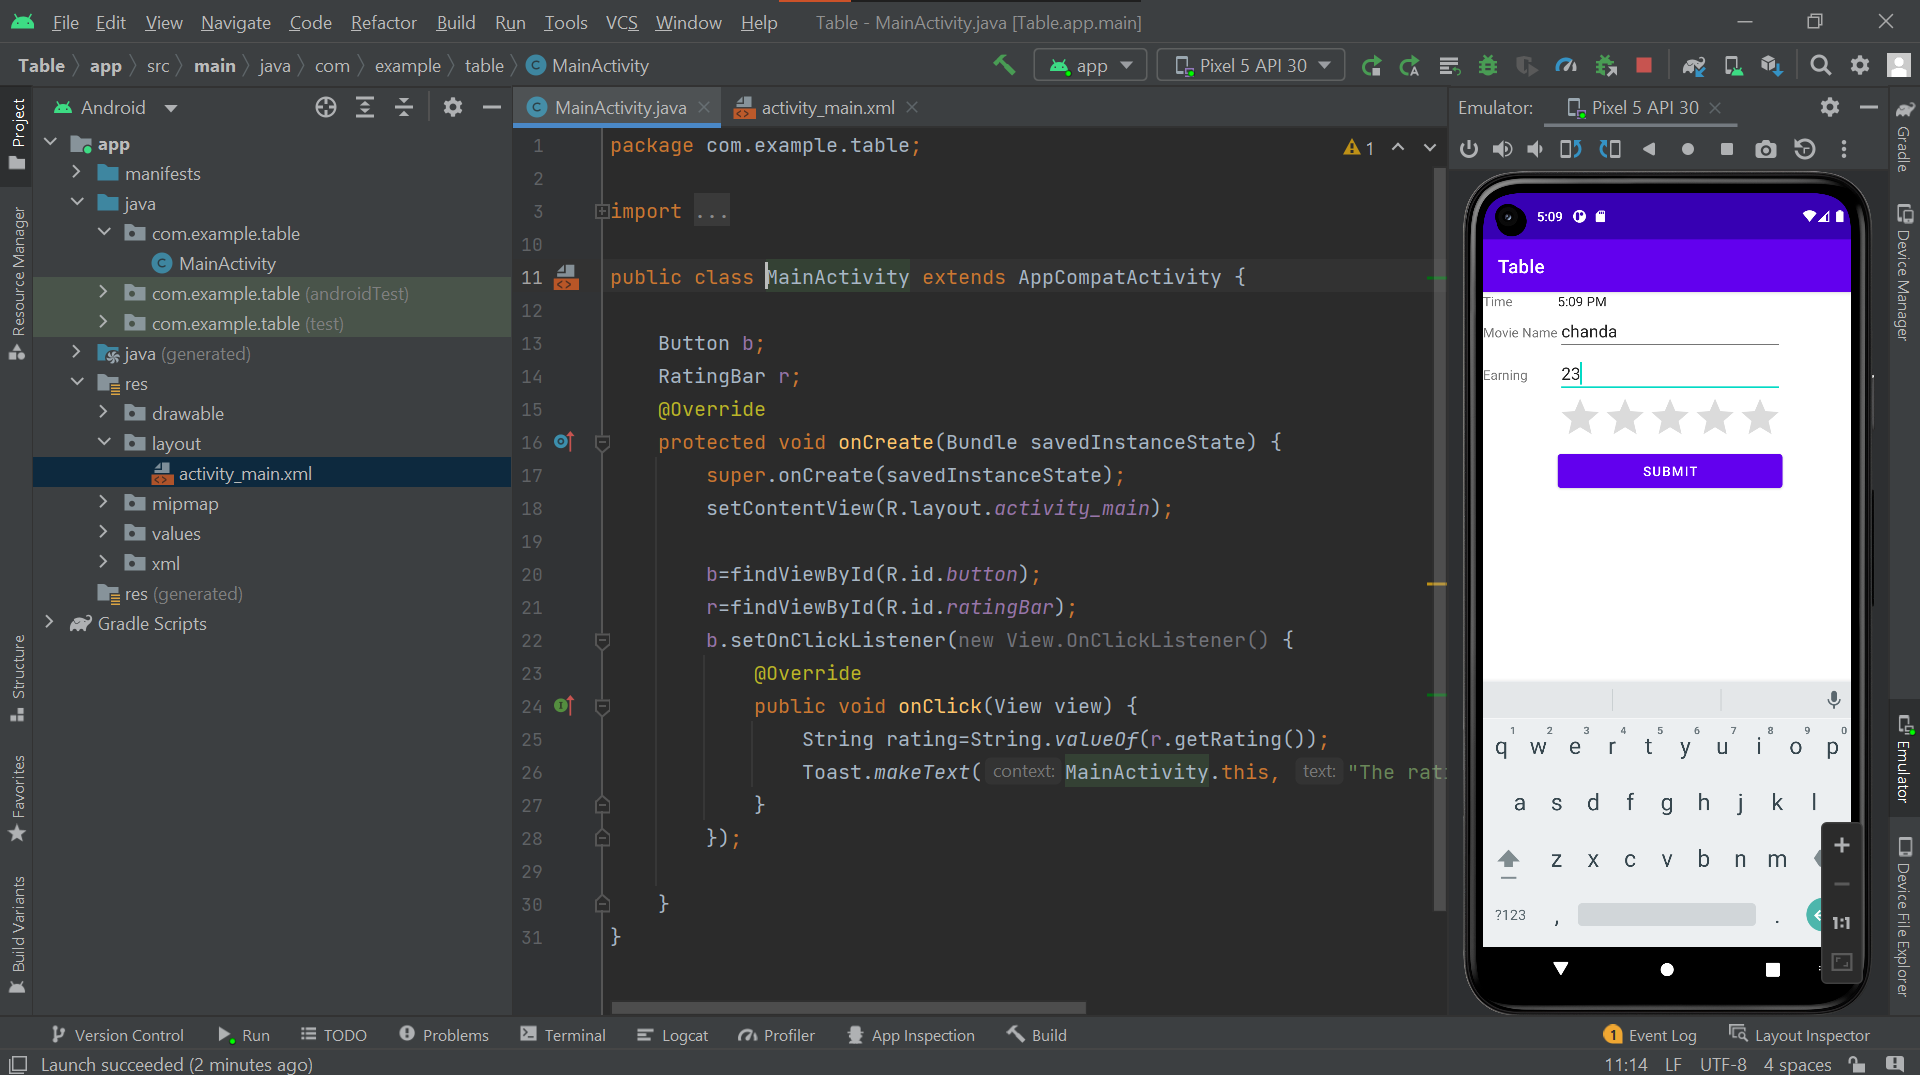 File Edit View Navigate Code Refactor Build Run Tools VCS Window Help Table - MainActivity.java [Table.app.main]
Table app src main java com example table MainActivity
app Pixel 5 API 30
Android
Project
Resource Manager
Structure
Favorites
Build Variants
app
manifests
java
com.example.table
MainActivity
com.example.table (androidTest)
com.example.table (test)
java (generated)
res
drawable
layout
activity_main.xml
mipmap
values
xml
res (generated)
Gradle Scripts
MainActivity.java activity_main.xml
1 package com.example.table; 1
2
3 import ...
10
11 public class MainActivity extends AppCompatActivity {
12
13 Button b;
14 RatingBar r;
15 @Override
16 protected void onCreate(Bundle savedInstanceState) {
17 super.onCreate(savedInstanceState);
18 setContentView(R.layout.activity_main);
19
20 b=findViewById(R.id.button);
21 r=findViewById(R.id.ratingBar);
22 b.setOnClickListener(new View.OnClickListener() {
23 @Override
24 public void onClick(View view) {
25 String rating=String.valueOf(r.getRating());
26 Toast.makeText( context: MainActivity.this, text: "The rati
27 }
28 });
29
30 }
31 }
Emulator: Pixel 5 API 30
5:09
Table
Time 5:09 PM
Movie Name chanda
Earning 23
SUBMIT
1 2 3 4 5 6 7 8 9 0
q w e r t y u i o p
a s d f g h j k l
z x c v b n m
?123 , .
1:1
Gradle
Device Manager
Emulator
Device File Explorer
Version Control Run TODO Problems Terminal Logcat Profiler App Inspection Build 1 Event Log Layout Inspector
Launch succeeded (2 minutes ago) 11:14 LF UTF-8 4 spaces